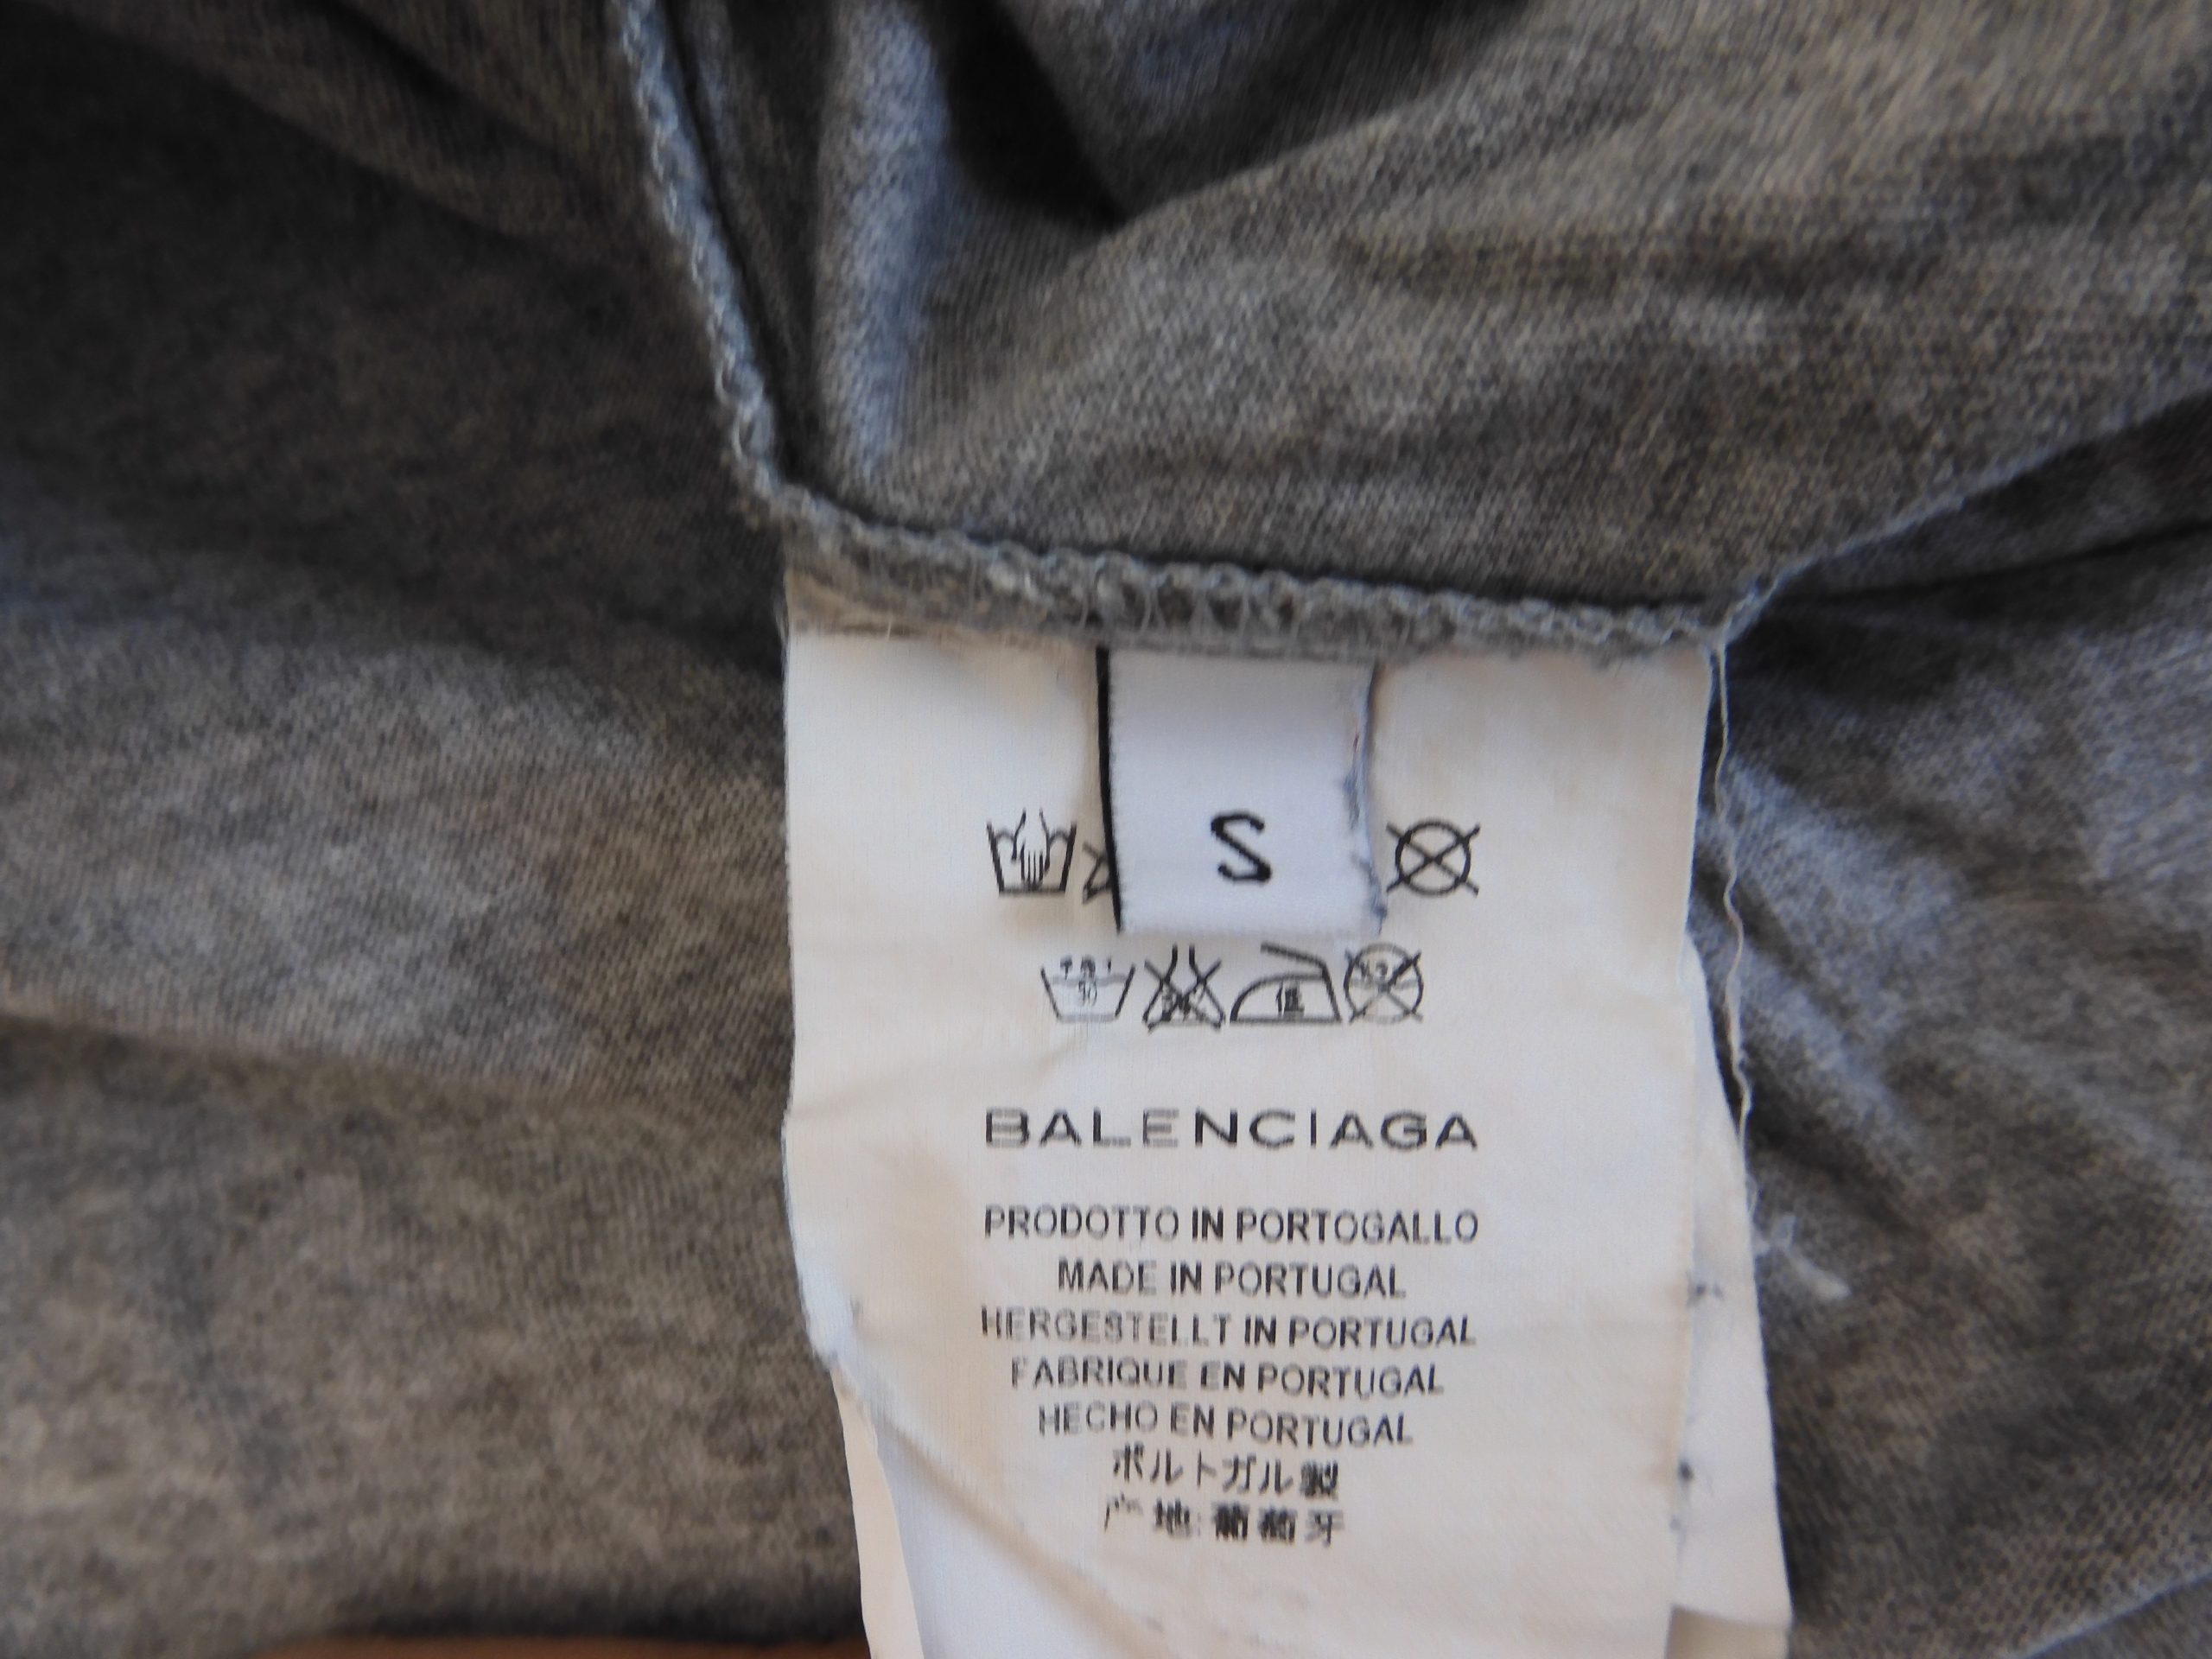 S
BALENCIAGA
PRODOTTO IN PORTOGALLO
MADE IN PORTUGAL
HERGESTELLT IN PORTUGAL
FABRIQUE EN PORTUGAL
HECHO EN PORTUGAL
ポルトガル製
产地:葡萄牙